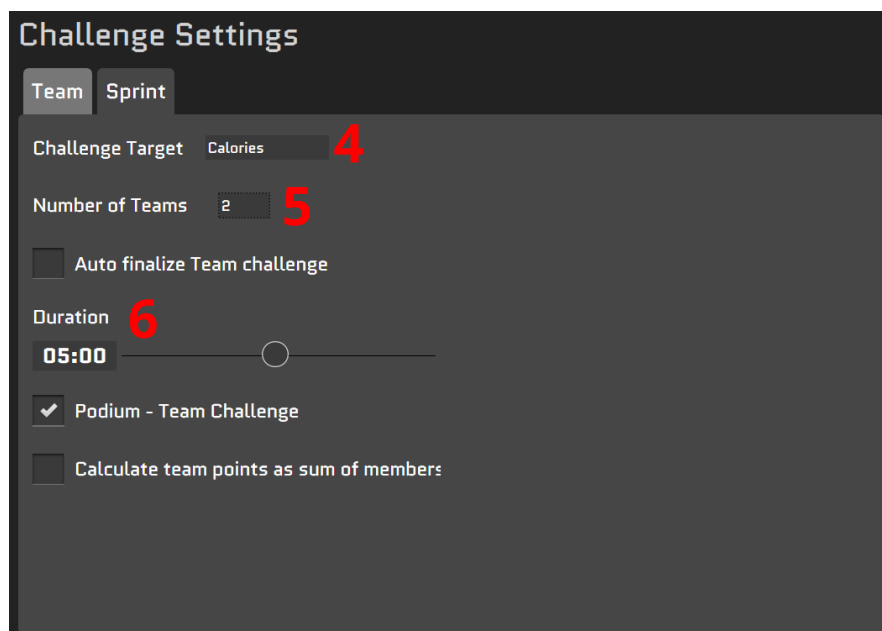 Challenge Settings
Team Sprint
Challenge Target Calories 4
Number of Teams 2 5
Auto finalize Team challenge
Duration 6
05:00
Podium - Team Challenge
Calculate team points as sum of members